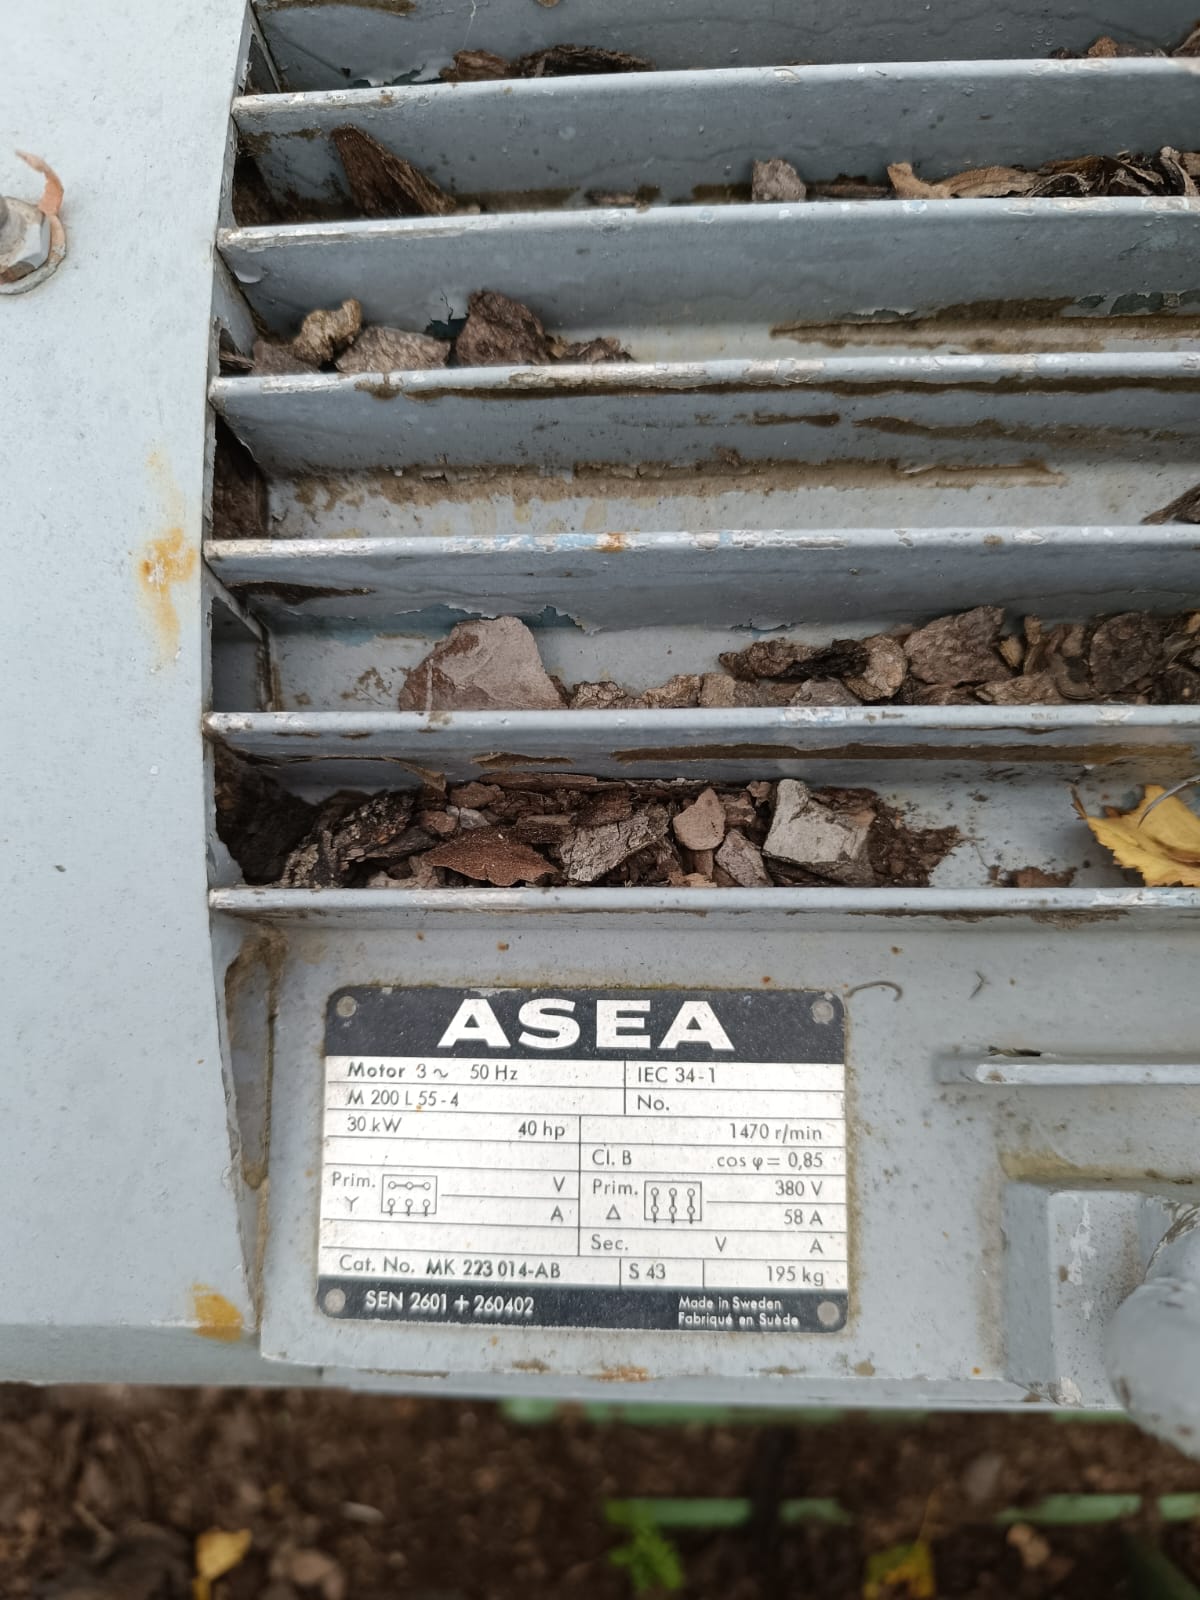 ASEA
Motor 3 ~ 50 Hz IEC 34-1
M 200 L 55-4 No.
30 kW 40 hp 1470 r/min
Cl. B cos φ = 0,85
Prim. V Prim. 380 V
Y A Δ 58 A
Sec. V A
Cat. No. MK 223 014-AB S 43 195 kg
SEN 2601 + 260402 Made in Sweden
Fabriqué en Suède